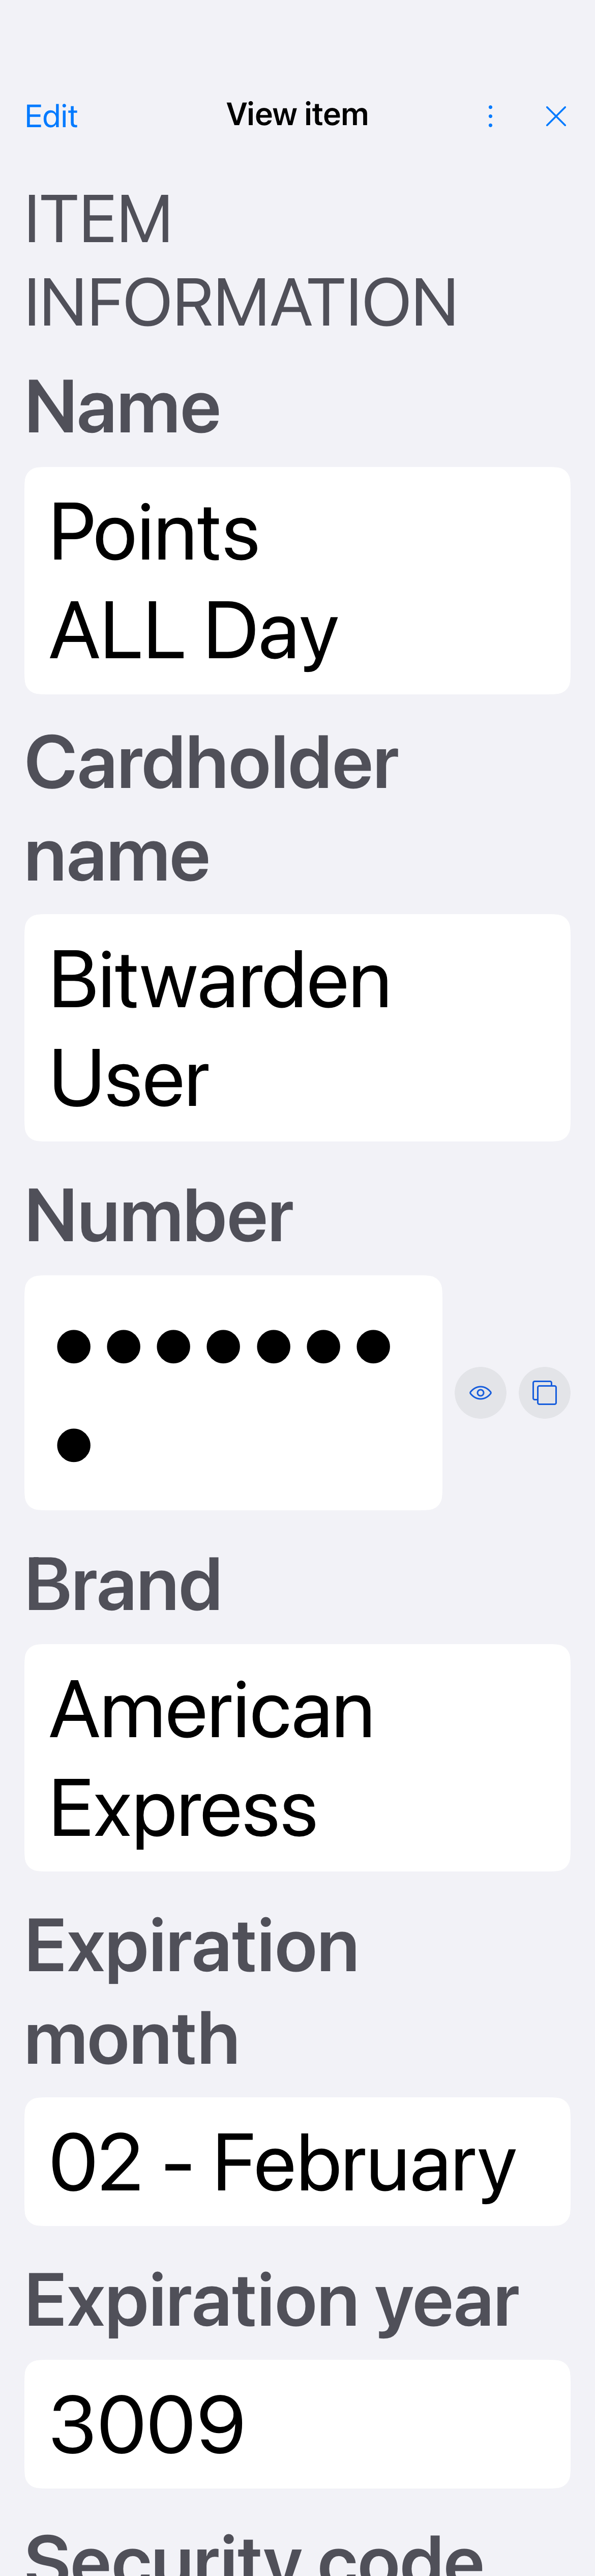 Edit View item
ITEM
INFORMATION
Name
Points
ALL Day
Cardholder
name
Bitwarden
User
Number
●●●●●●●
●
Brand
American
Express
Expiration
month
02 - February
Expiration year
3009
Security code